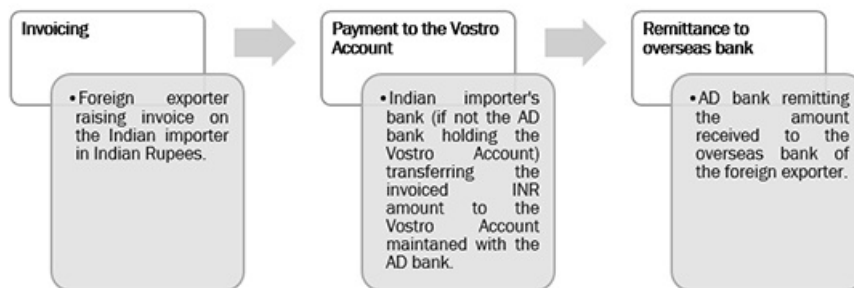 Invoicing
•Foreign exporter
raising invoice on
the Indian importer
in Indian Rupees.
Payment to the Vostro
Account
•Indian importer's
bank (if not the AD
bank holding the
Vostro Account)
transferring the
invoiced INR
amount to the
Vostro Account
maintaned with the
AD bank.
Remittance to
overseas bank
•AD bank remitting
the amount
received to the
overseas bank of
the foreign exporter.